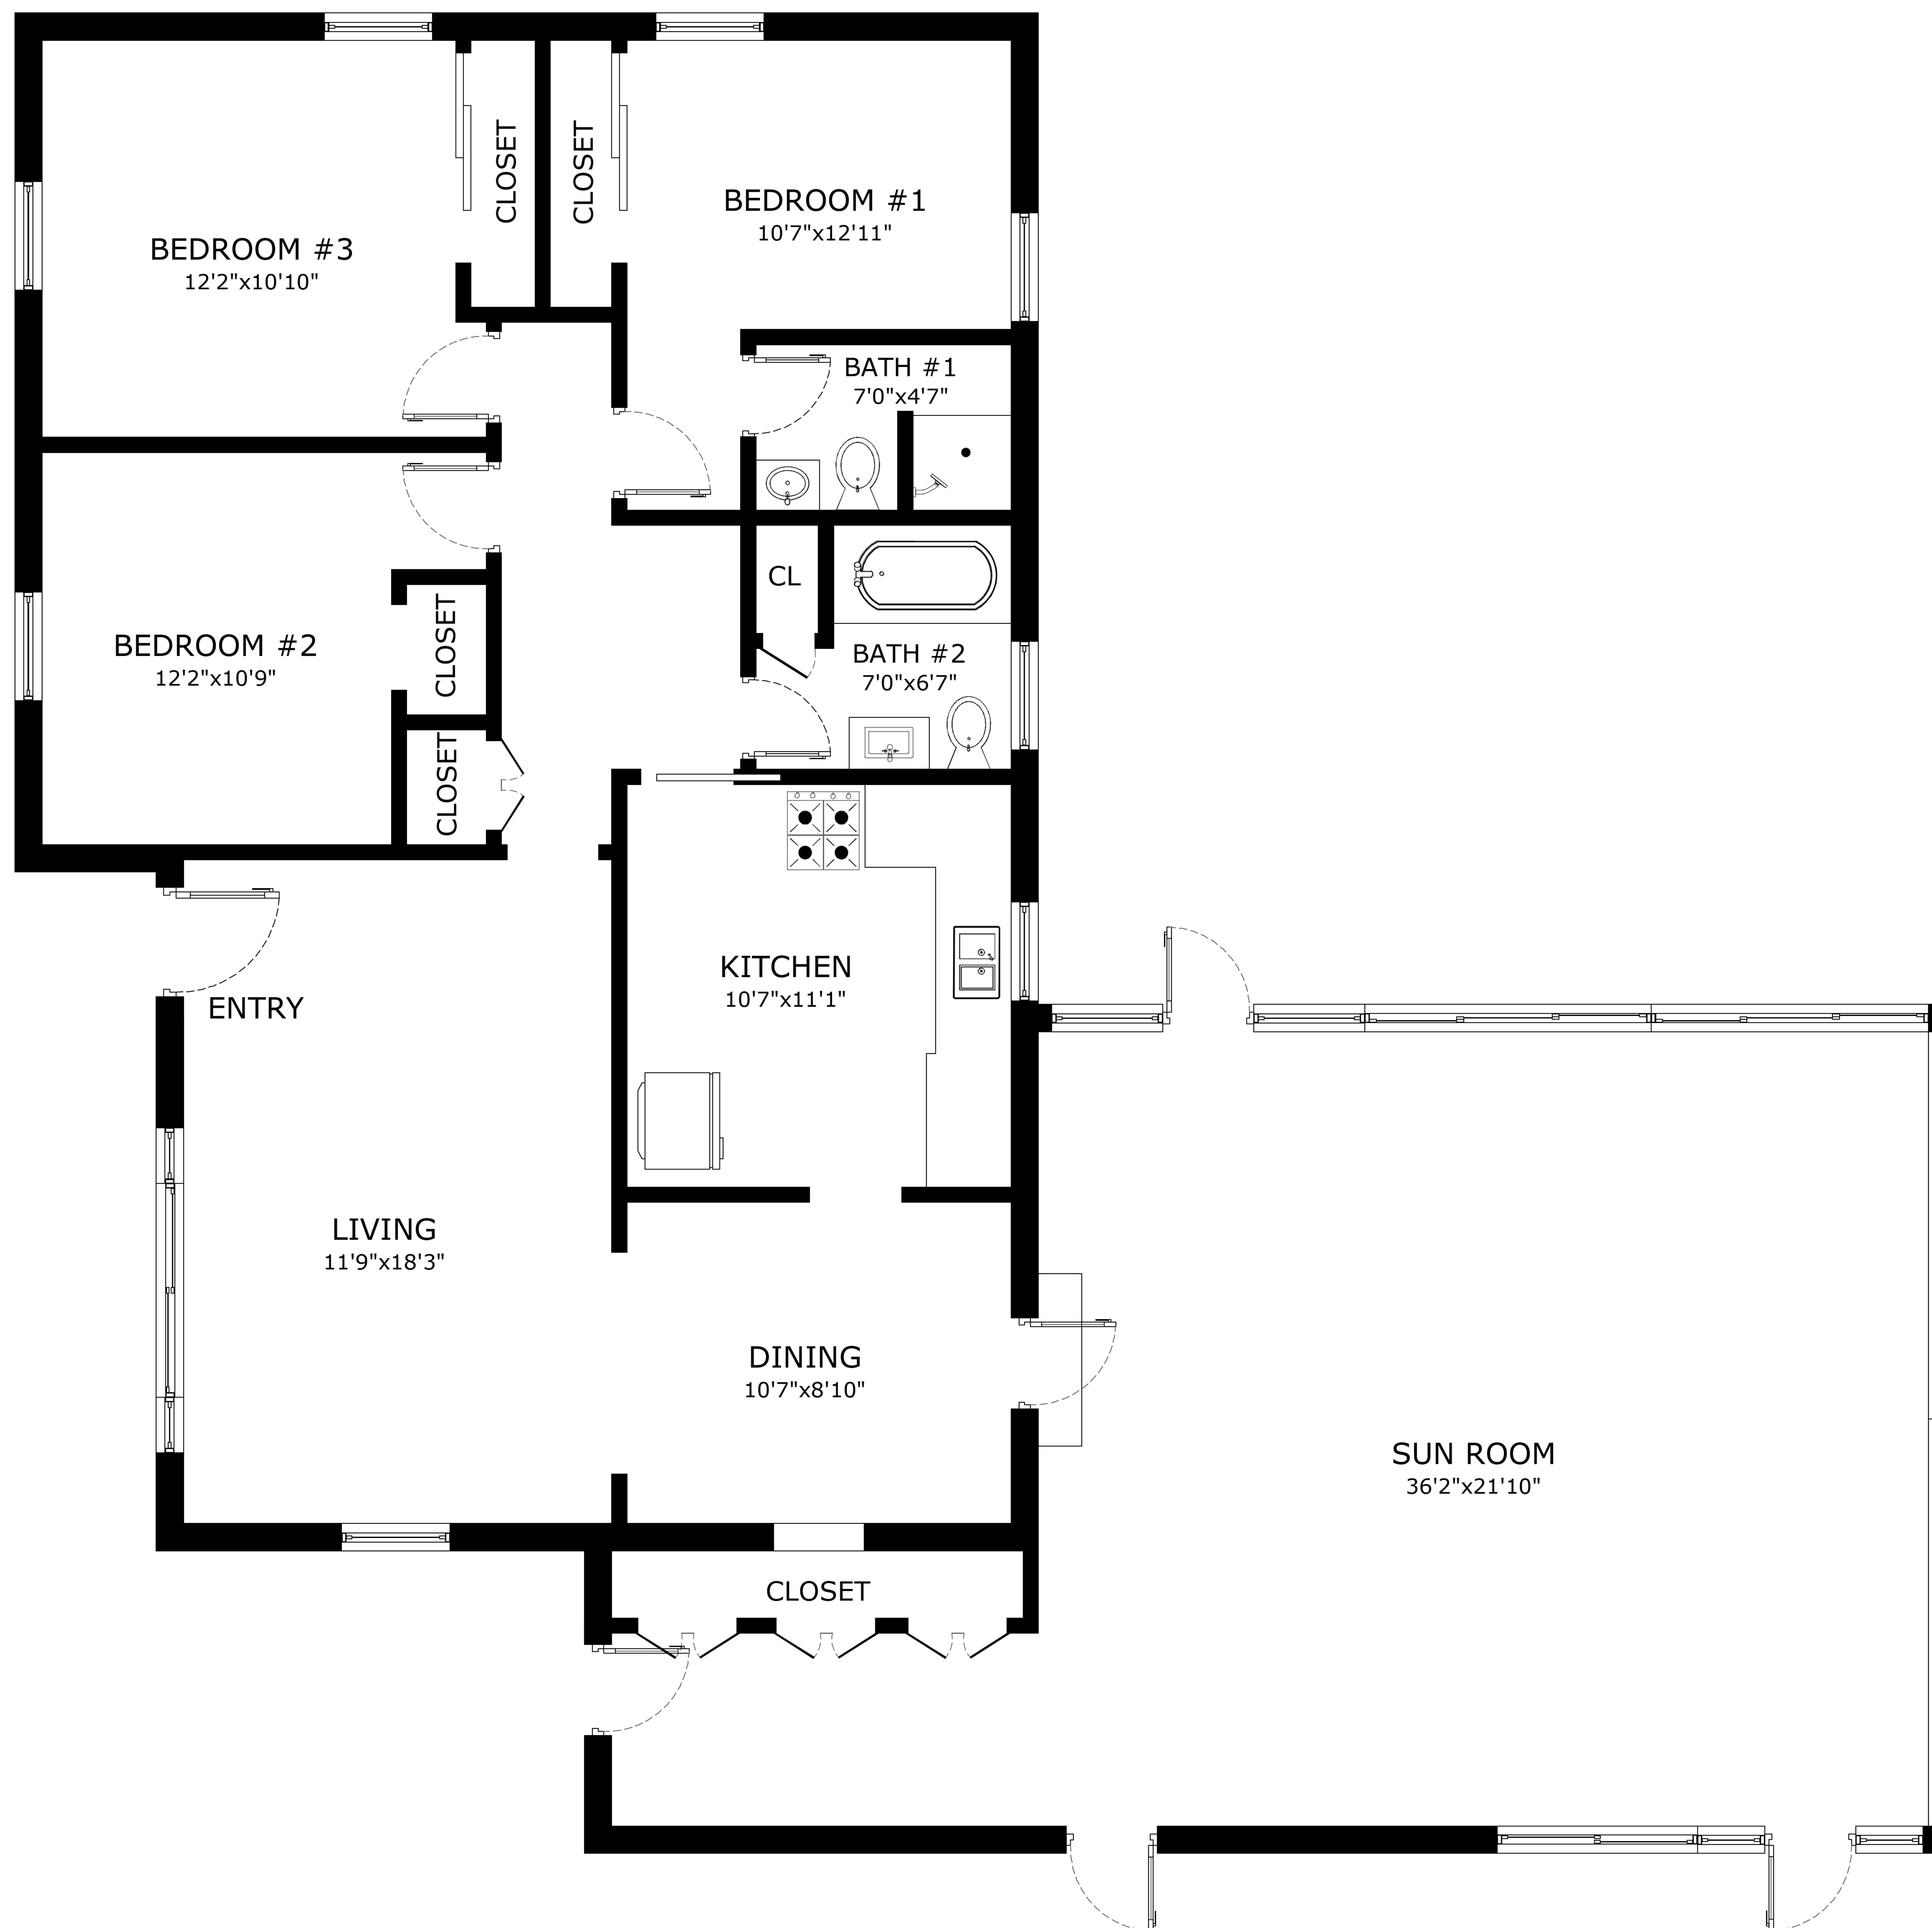 CLOSET
CLOSET
BEDROOM #1
10'7"x12'11"
BEDROOM #3
12'2"x10'10"
BATH #1
7'0"x4'7"
CL
CLOSET
BEDROOM #2
12'2"x10'9"
BATH #2
7'0"x6'7"
CLOSET
KITCHEN
10'7"x11'1"
ENTRY
LIVING
11'9"x18'3"
DINING
10'7"x8'10"
SUN ROOM
36'2"x21'10"
CLOSET